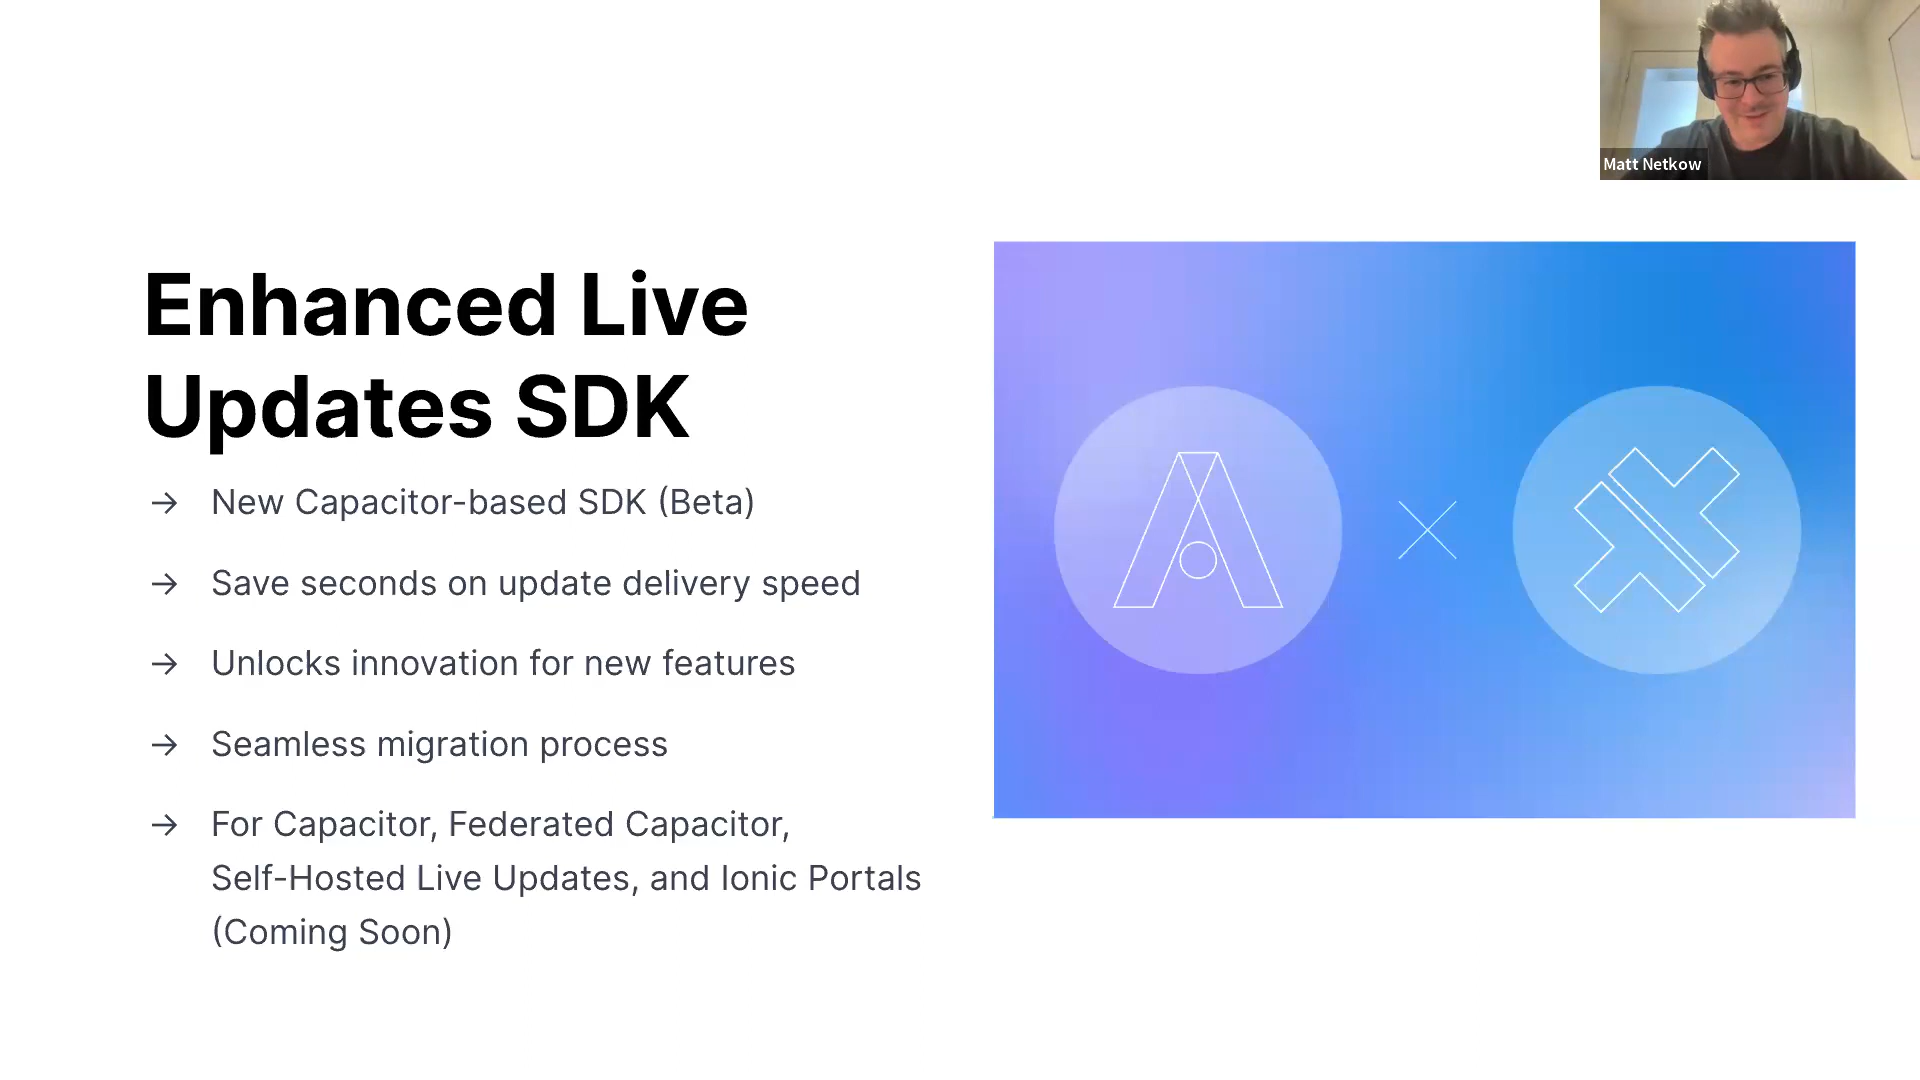 Matt Netkow
Enhanced Live
Updates SDK
→ New Capacitor-based SDK (Beta)
→ Save seconds on update delivery speed
→ Unlocks innovation for new features
→ Seamless migration process
→ For Capacitor, Federated Capacitor,
Self-Hosted Live Updates, and Ionic Portals
(Coming Soon)